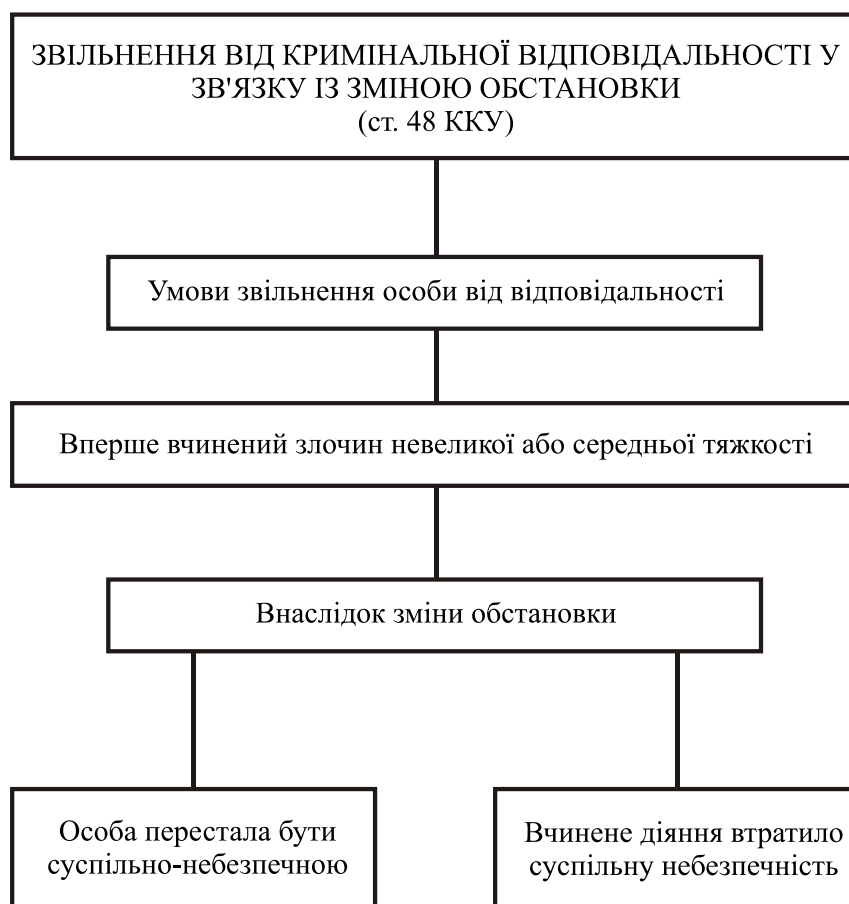 ЗВІЛЬНЕННЯ ВІД КРИМІНАЛЬНОЇ ВІДПОВІДАЛЬНОСТІ У
ЗВ'ЯЗКУ ІЗ ЗМІНОЮ ОБСТАНОВКИ
(ст. 48 ККУ)
Умови звільнення особи від відповідальності
Вперше вчинений злочин невеликої або середньої тяжкості
Внаслідок зміни обстановки
Особа перестала бути
суспільно-небезпечною
Вчинене діяння втратило
суспільну небезпечність